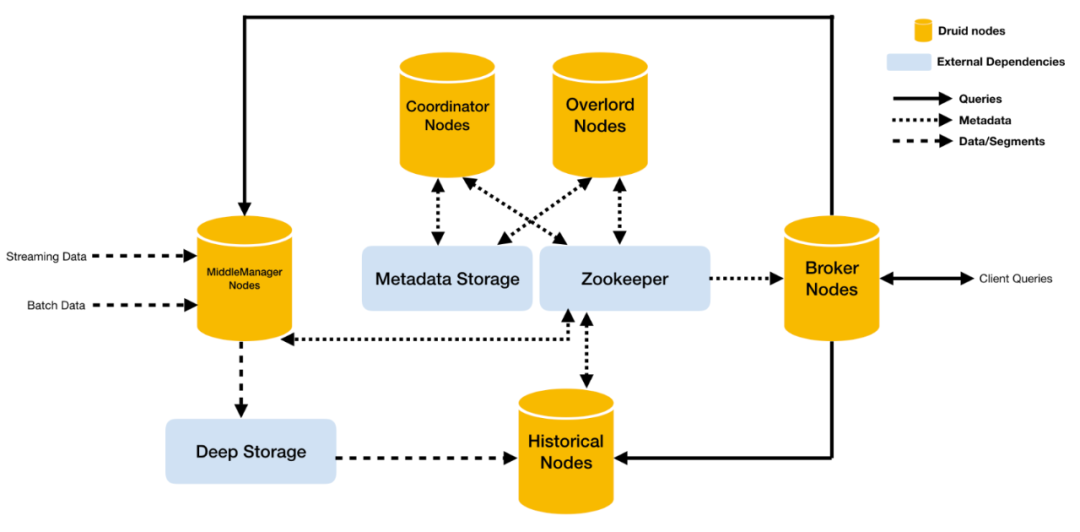 Druid nodes
External Dependencies
Queries
Metadata
Data/Segments
Coordinator
Nodes
Overlord
Nodes
Streaming Data
Batch Data
MiddleManager
Nodes
Metadata Storage
Zookeeper
Broker
Nodes
Client Queries
Deep Storage
Historical
Nodes